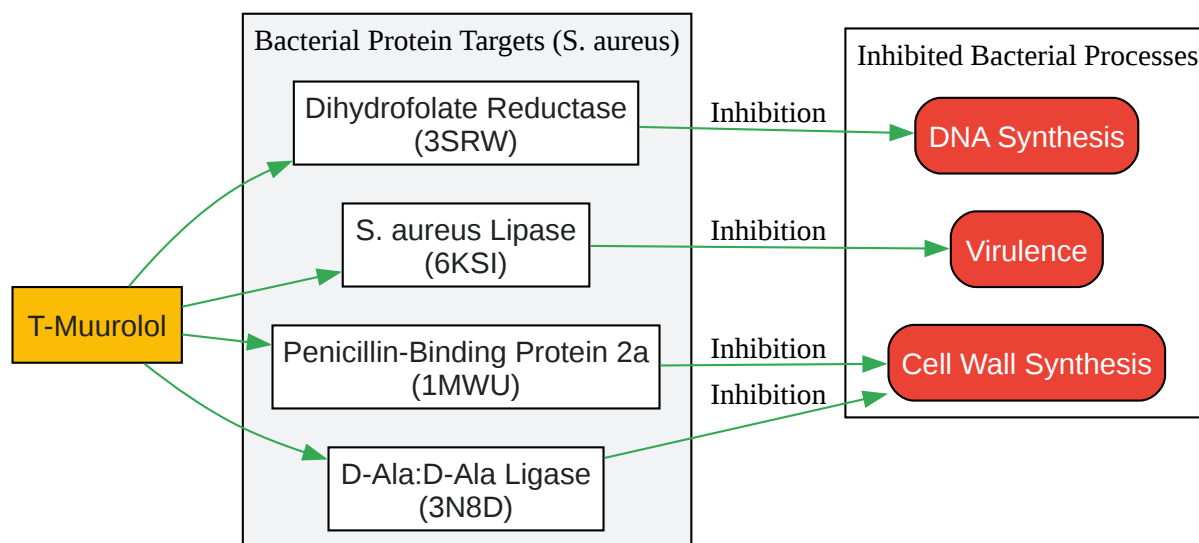 Bacterial Protein Targets (S. aureus)
Inhibited Bacterial Processes
Dihydrofolate Reductase
(3SRW)
Inhibition
DNA Synthesis
S. aureus Lipase
(6KSI)
Inhibition
Virulence
T-Muurolol
Penicillin-Binding Protein 2a
(1MWU)
Inhibition
Cell Wall Synthesis
Inhibition
D-Ala:D-Ala Ligase
(3N8D)